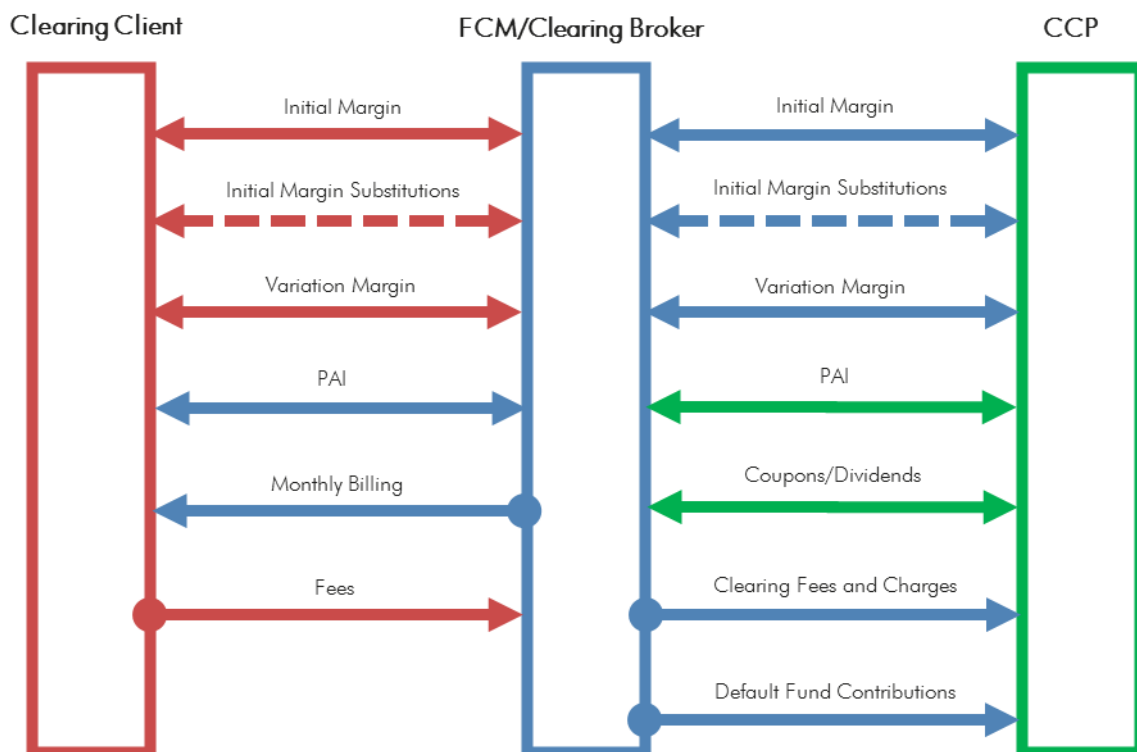 Clearing Client
FCM/Clearing Broker
CCP
Initial Margin
Initial Margin
Initial Margin Substitutions
Initial Margin Substitutions
Variation Margin
Variation Margin
PAI
PAI
Monthly Billing
Coupons/Dividends
Fees
Clearing Fees and Charges
Default Fund Contributions